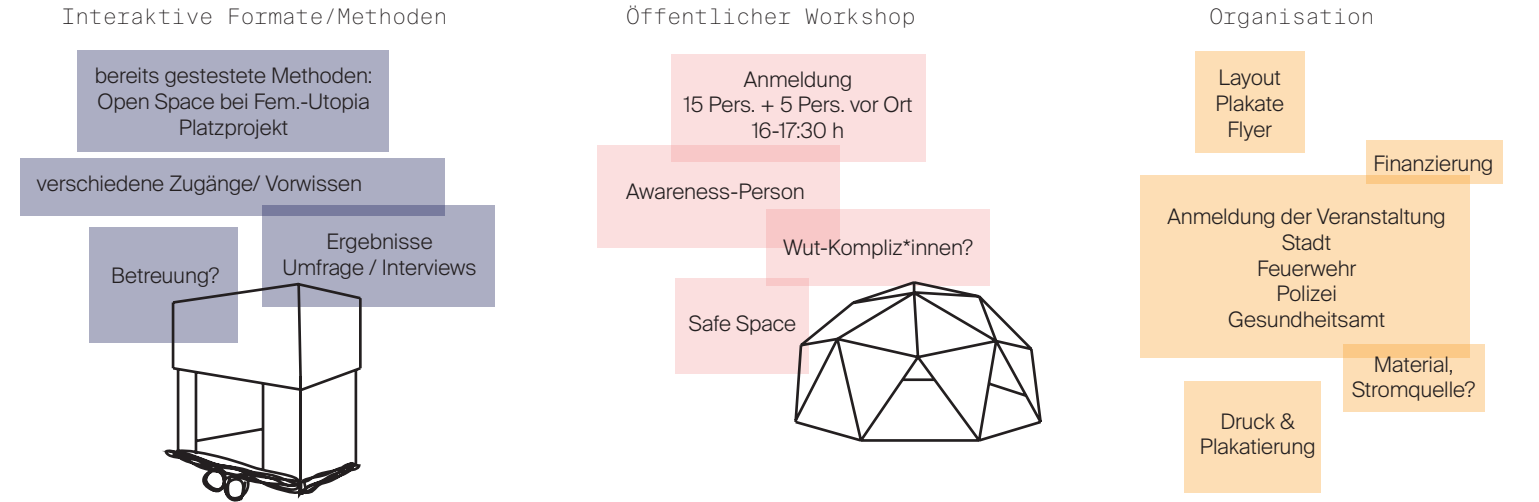 Interaktive Formate/Methoden
bereits gestestete Methoden:
Open Space bei Fem.-Utopia
Platzprojekt
verschiedene Zugänge/ Vorwissen
Ergebnisse
Umfrage / Interviews
Betreuung?
Öffentlicher Workshop
Anmeldung
15 Pers. + 5 Pers. vor Ort
16-17:30 h
Awareness-Person
Wut-Kompliz*innen?
Safe Space
Organisation
Layout
Plakate
Flyer
Finanzierung
Anmeldung der Veranstaltung
Stadt
Feuerwehr
Polizei
Gesundheitsamt
Material,
Stromquelle?
Druck &
Plakatierung